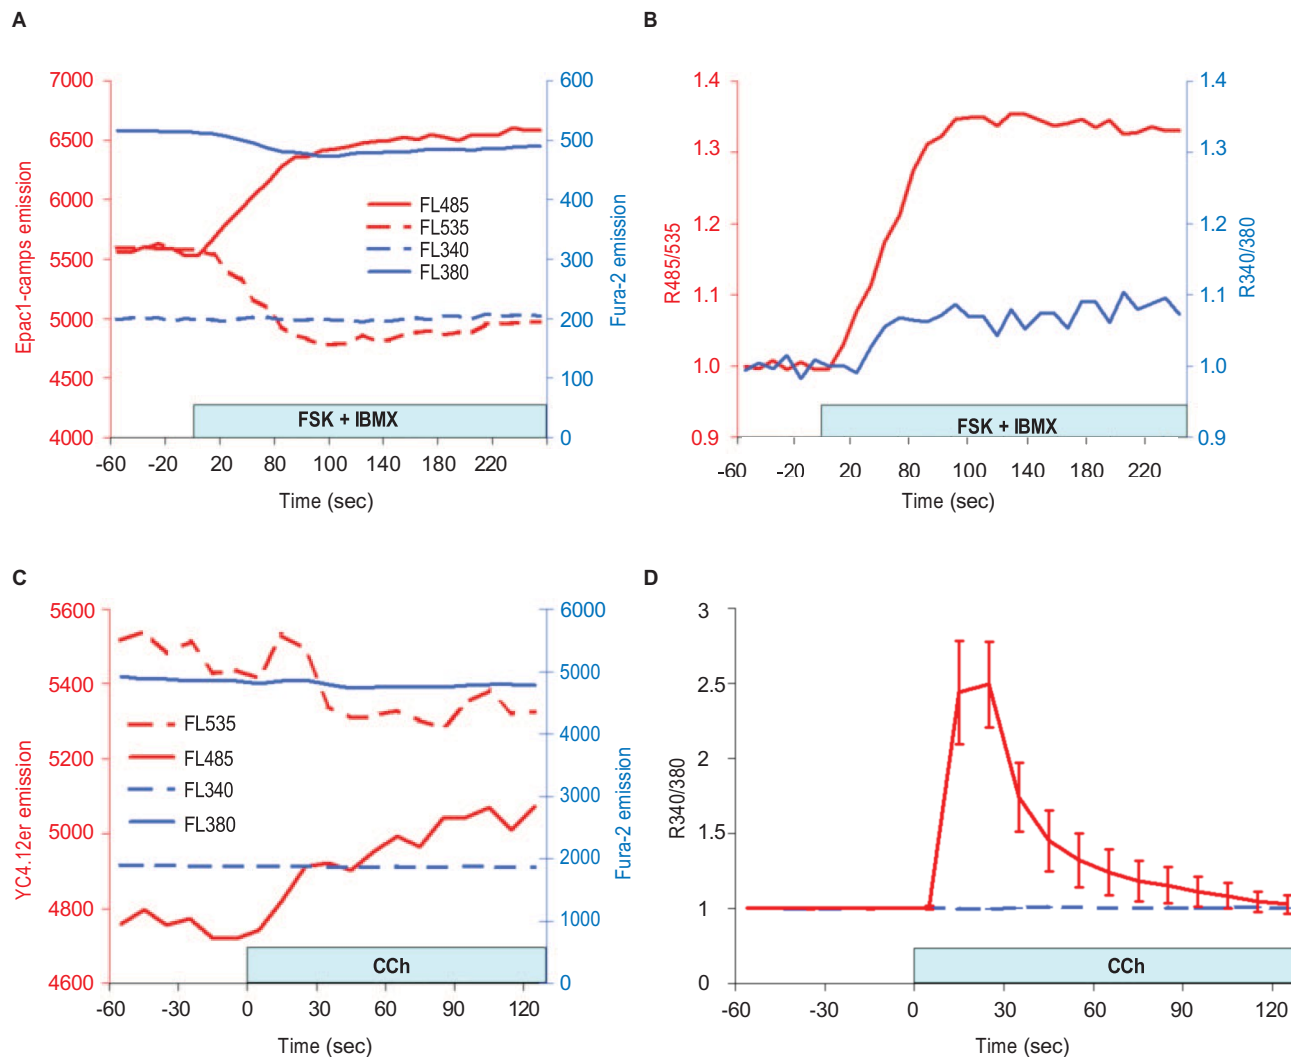 A
7000
6500
6000
5500
5000
4500
4000
Epac1-camps emission
600
500
400
300
200
100
0
Fura-2 emission
FL485
FL535
FL340
FL380
FSK + IBMX
-60 -20 20 80 100 140 180 220
Time (sec)
B
1.4
1.3
1.2
1.1
1.0
0.9
R485/535
1.4
1.3
1.2
1.1
1.0
0.9
R340/380
FSK + IBMX
-60 -20 20 80 100 140 180 220
Time (sec)
C
5600
5400
5200
5000
4800
4600
YC4.12er emission
6000
5000
4000
3000
2000
1000
0
Fura-2 emission
FL535
FL485
FL340
FL380
CCh
-60 -30 0 30 60 90 120
Time (sec)
D
3
2.5
2
1.5
1
0
R340/380
CCh
-60 -30 0 30 60 90 120
Time (sec)